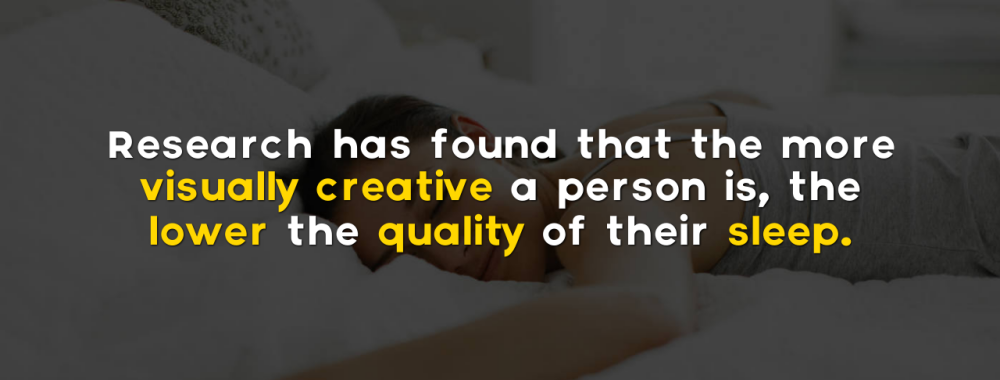 Research has found that the more
visually creative a person is, the
lower the quality of their sleep.